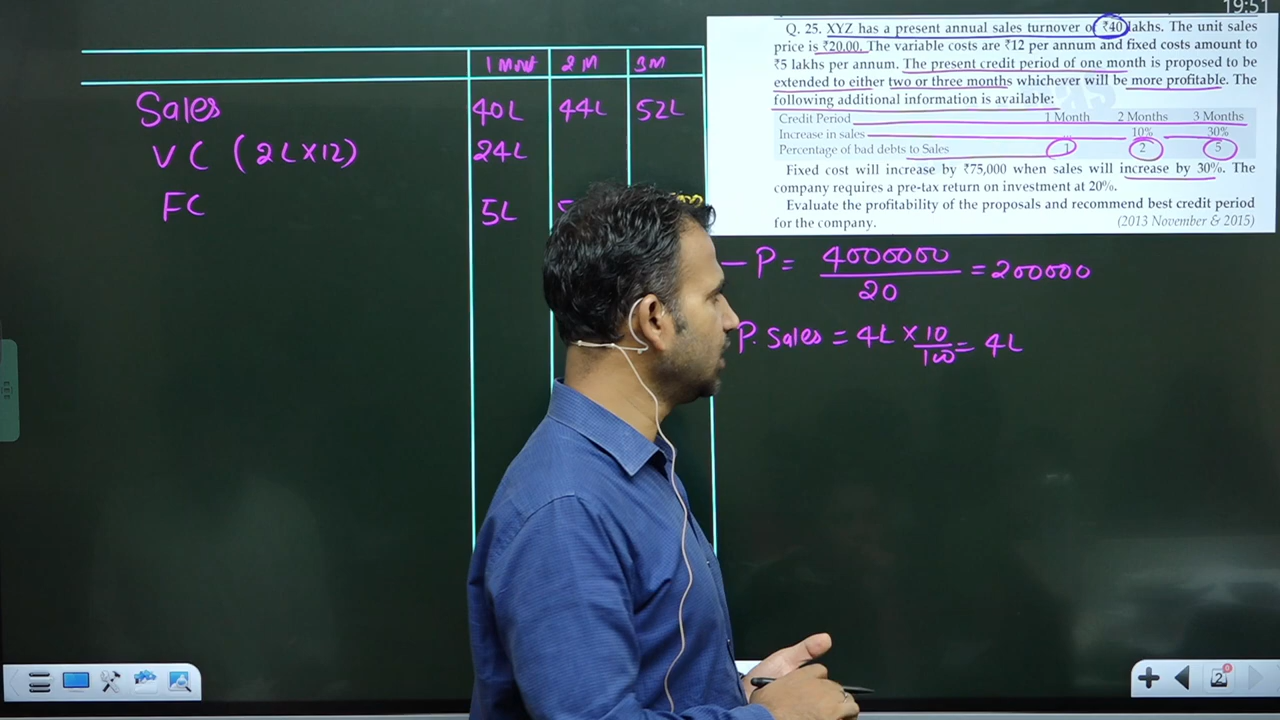 19:51
1 Mont 2 M 3M
Sales 40L 44L 52L
V C (2L×12) 24L
FC 5L
Q. 25. XYZ has a present annual sales turnover of ₹40 lakhs. The unit sales
price is ₹20.00. The variable costs are ₹12 per annum and fixed costs amount to
₹5 lakhs per annum. The present credit period of one month is proposed to be
extended to either two or three months whichever will be more profitable. The
following additional information is available:
Credit Period 1 Month 2 Months 3 Months
Increase in sales ... 10% 30%
Percentage of bad debts to Sales 1 2 5
Fixed cost will increase by ₹75,000 when sales will increase by 30%. The
company requires a pre-tax return on investment at 20%.
Evaluate the profitability of the proposals and recommend best credit period
for the company. (2013 November & 2015)
— P = 4000000 / 20 = 200000
P. Sales = 4L × 10/100 = 4L
2